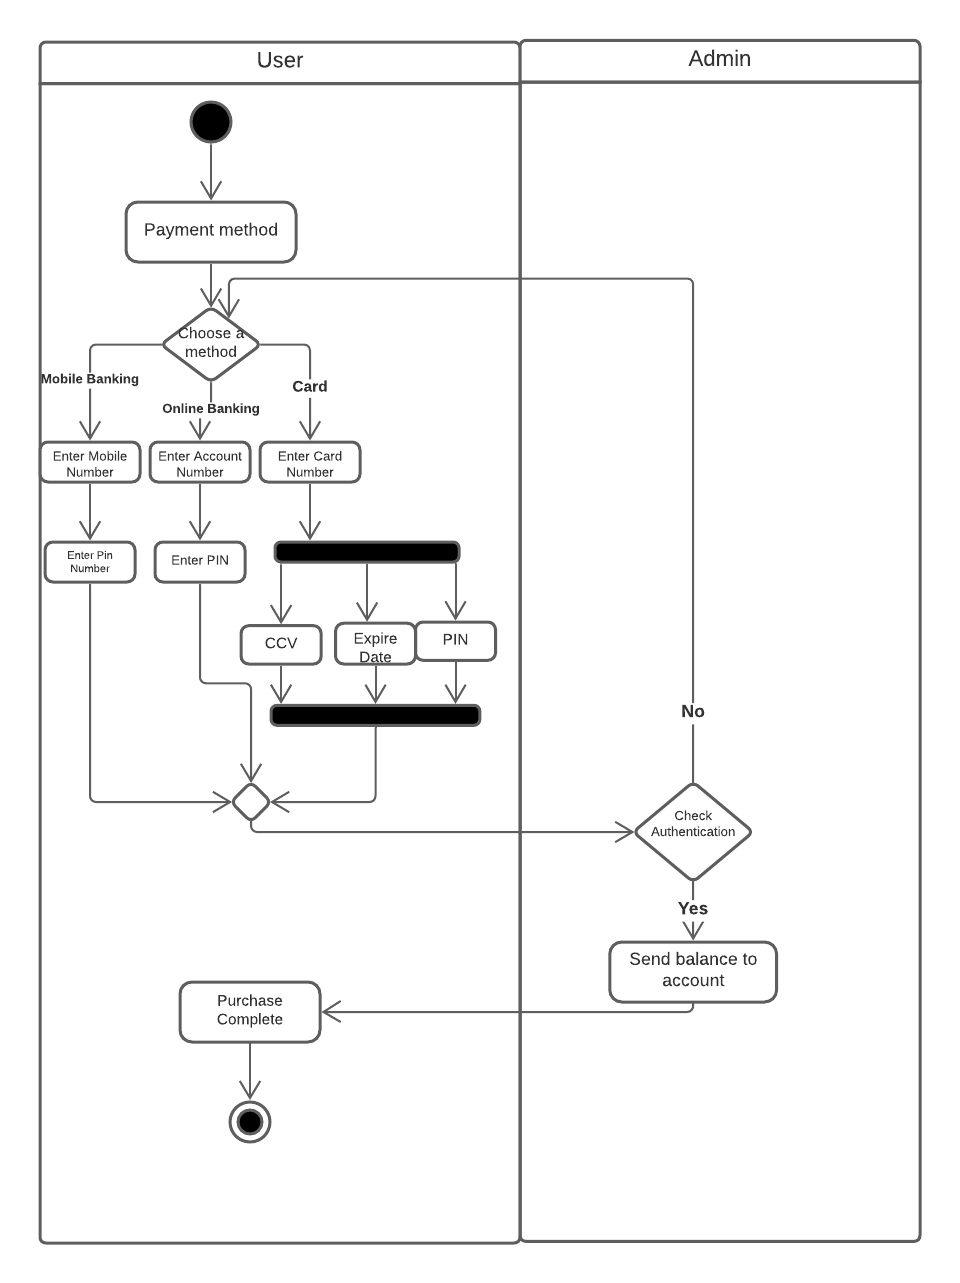 User
Admin
Payment method
Choose a
method
Mobile Banking
Card
Online Banking
Enter Mobile
Number
Enter Account
Number
Enter Card
Number
Enter Pin
Number
Enter PIN
CCV
Expire
Date
PIN
No
Check
Authentication
Yes
Send balance to
account
Purchase
Complete